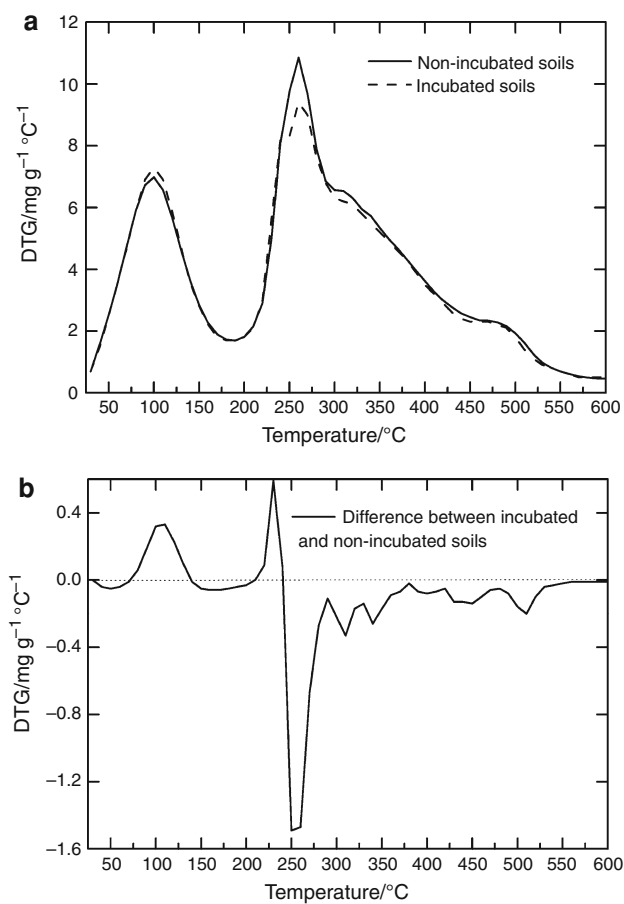 a
12
10
8
6
4
2
0
DTG/mg g⁻¹ °C⁻¹
Non-incubated soils
Incubated soils
50 100 150 200 250 300 350 400 450 500 550 600
Temperature/°C
b
0.4
0.0
–0.4
–0.8
–1.2
–1.6
DTG/mg g⁻¹ °C⁻¹
Difference between incubated
and non-incubated soils
50 100 150 200 250 300 350 400 450 500 550 600
Temperature/°C